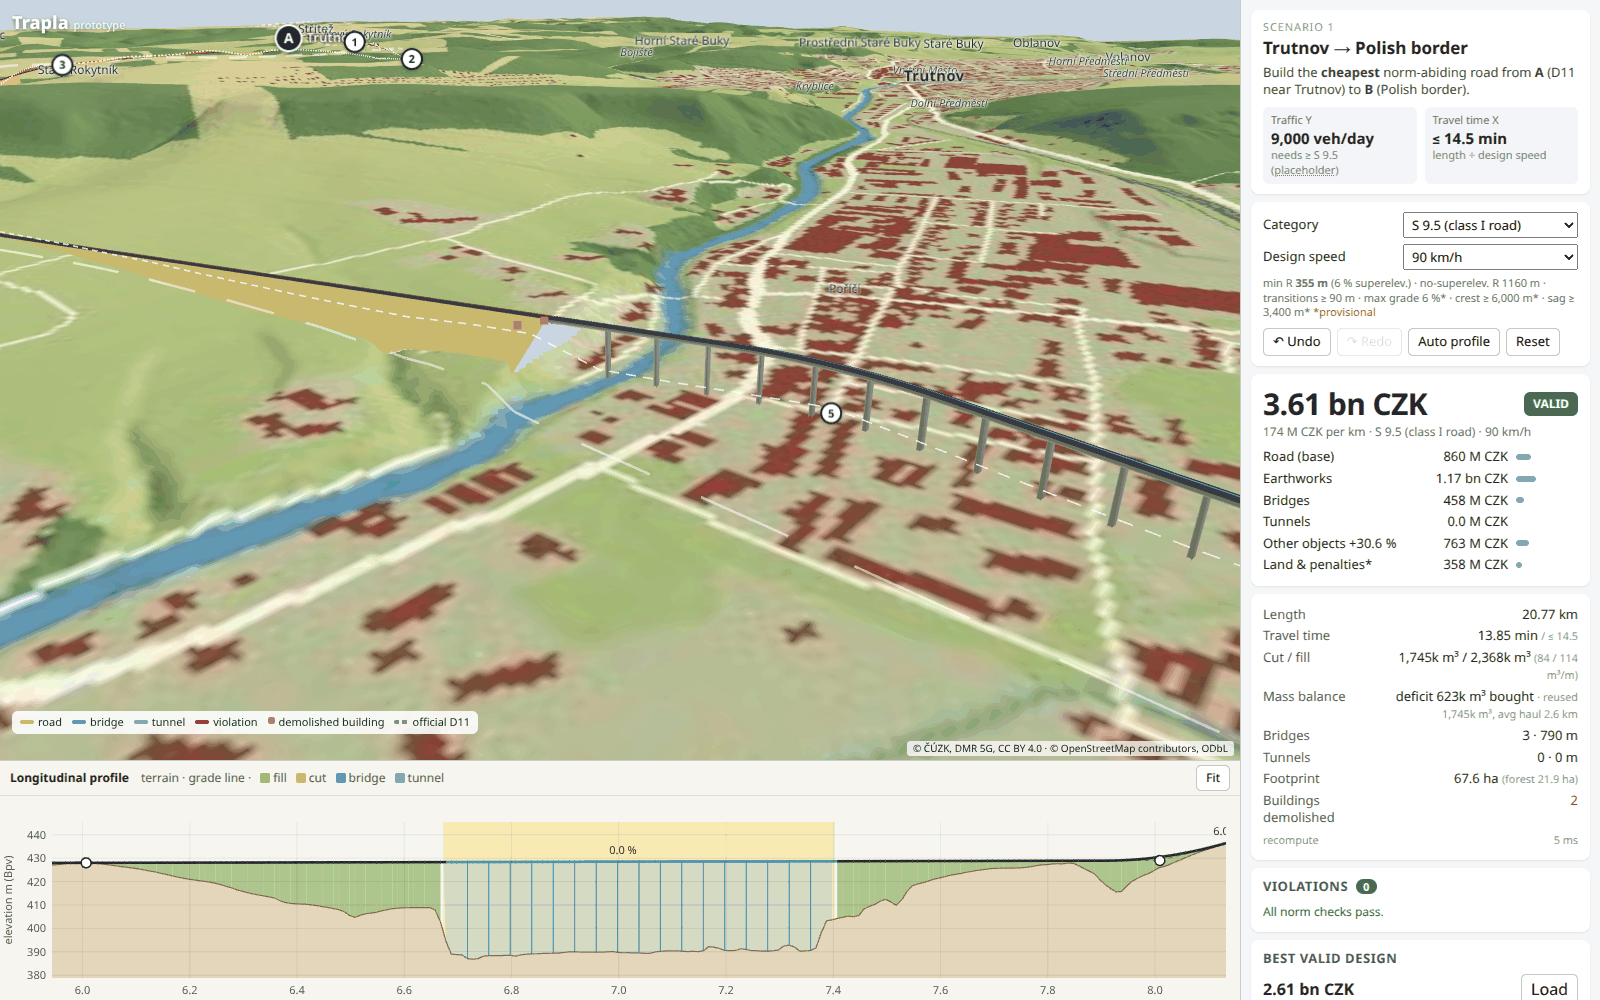 Trapla prototype
A
1
2
3
Horní Staré Buky
Bojiště
Prostřední Staré Buky
Staré Buky
Oblanov
Volanov
Střední Předměstí
Trutnov
Kryblice
Dolní Předměstí
Poříčí
5
road
bridge
tunnel
violation
demolished building
official D11
© ČÚZK, DMR 5G, CC BY 4.0 · © OpenStreetMap contributors, ODbL
Longitudinal profile terrain · grade line · fill cut bridge tunnel
Fit
elevation m (Bpv)
440
430
420
410
400
390
380
0.0 %
6.0 6.2 6.4 6.6 6.8 7.0 7.2 7.4 7.6 7.8 8.0
SCENARIO 1
Trutnov → Polish border
Build the cheapest norm-abiding road from A (D11
near Trutnov) to B (Polish border).
Traffic Y
9,000 veh/day
needs ≥ S 9.5
(placeholder)
Travel time X
≤ 14.5 min
length ÷ design speed
Category S 9.5 (class I road)
Design speed 90 km/h
min R 355 m (6 % superelev.) · no-superelev. R 1160 m ·
transitions ≥ 90 m · max grade 6 %* · crest ≥ 6,000 m* · sag ≥
3,400 m* *provisional
↶ Undo
↷ Redo
Auto profile
Reset
3.61 bn CZK VALID
174 M CZK per km · S 9.5 (class I road) · 90 km/h
Road (base) 860 M CZK
Earthworks 1.17 bn CZK
Bridges 458 M CZK
Tunnels 0.0 M CZK
Other objects +30.6 % 763 M CZK
Land & penalties* 358 M CZK
Length 20.77 km
Travel time 13.85 min / ≤ 14.5
Cut / fill 1,745k m³ / 2,368k m³ (84 / 114
m³/m)
Mass balance deficit 623k m³ bought · reused
1,745k m³, avg haul 2.6 km
Bridges 3 · 790 m
Tunnels 0 · 0 m
Footprint 67.6 ha (forest 21.9 ha)
Buildings
demolished 2
recompute 5 ms
VIOLATIONS 0
All norm checks pass.
BEST VALID DESIGN
2.61 bn CZK Load